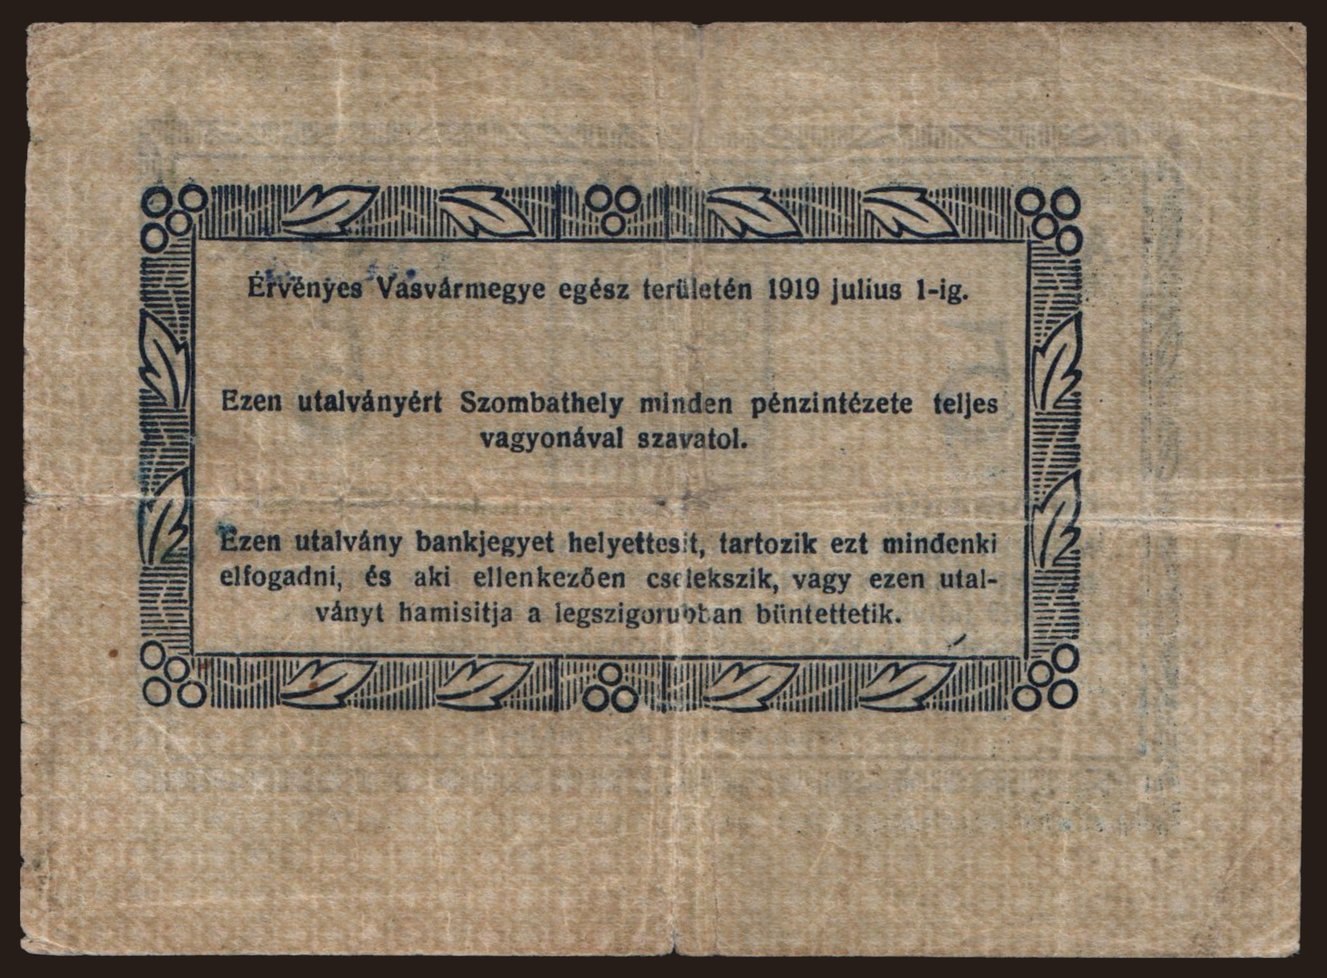 Érvényes Vasvármegye egész területén 1919 julius 1-ig.
Ezen utalványért Szombathely minden pénzintézete teljes
vagyonával szavatol.
Ezen utalvány bankjegyet helyettesit, tartozik ezt mindenki
elfogadni, és aki ellenkezően cselekszik, vagy ezen utal-
ványt hamisitja a legszigorubban büntettetik.